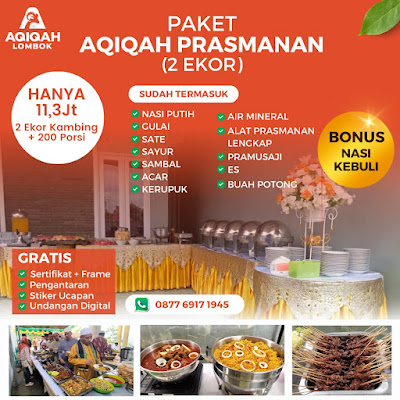 AQIQAH
LOMBOK
PAKET
AQIQAH PRASMANAN
(2 EKOR)
HANYA
11,3Jt
2 Ekor Kambing
+ 200 Porsi
SUDAH TERMASUK
NASI PUTIH
GULAI
SATE
SAYUR
SAMBAL
ACAR
KERUPUK
AIR MINERAL
ALAT PRASMANAN
LENGKAP
PRAMUSAJI
ES
BUAH POTONG
BONUS
NASI
KEBULI
GRATIS
Sertifikat + Frame
Pengantaran
Stiker Ucapan
Undangan Digital
0877 6917 1945